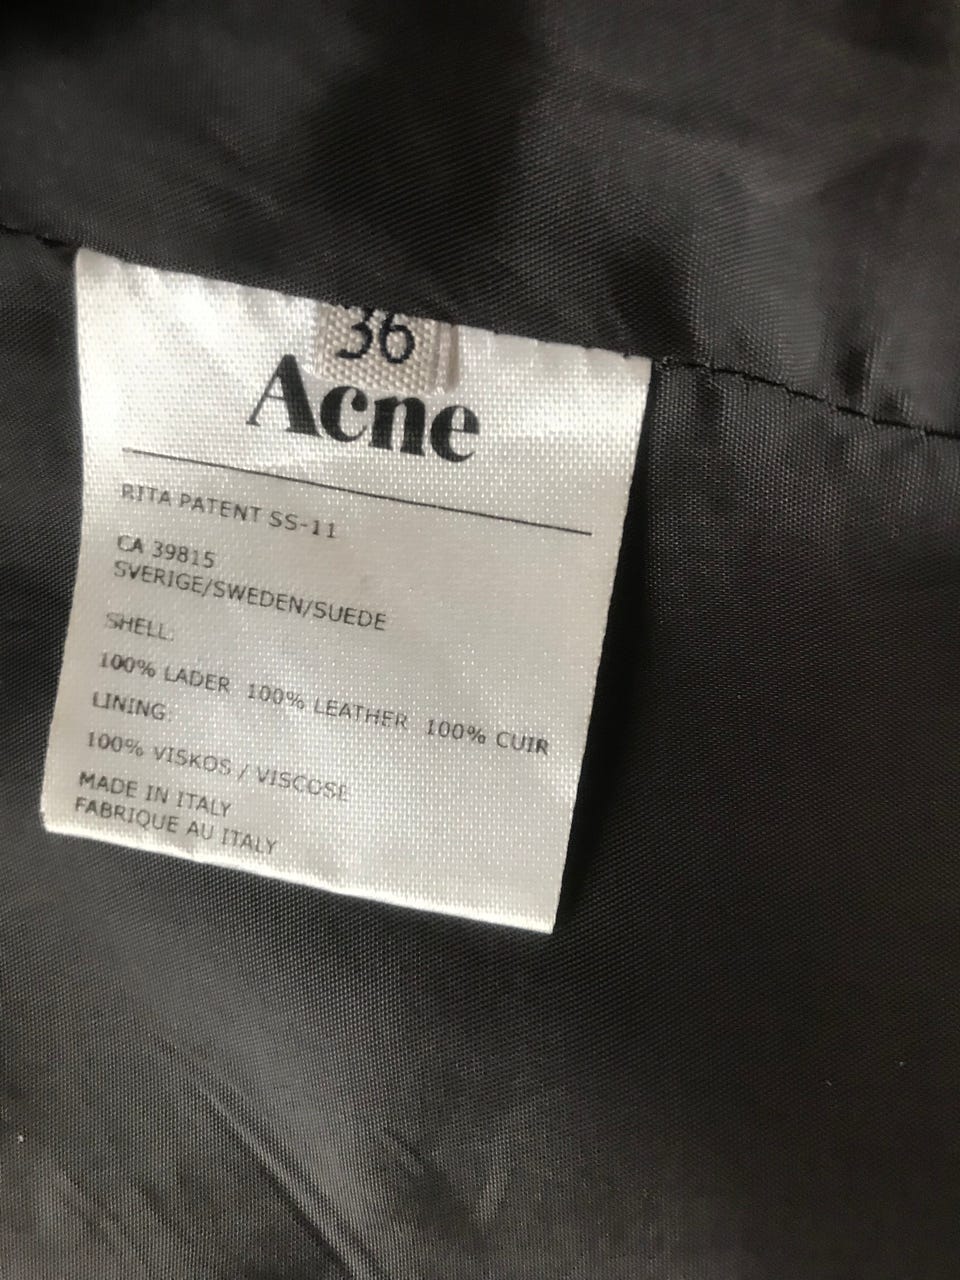 36
Acne
RITA PATENT SS-11
CA 39815
SVERIGE/SWEDEN/SUEDE
SHELL:
100% LADER 100% LEATHER 100% CUIR
LINING:
100% VISKOS / VISCOSE
MADE IN ITALY
FABRIQUE AU ITALY